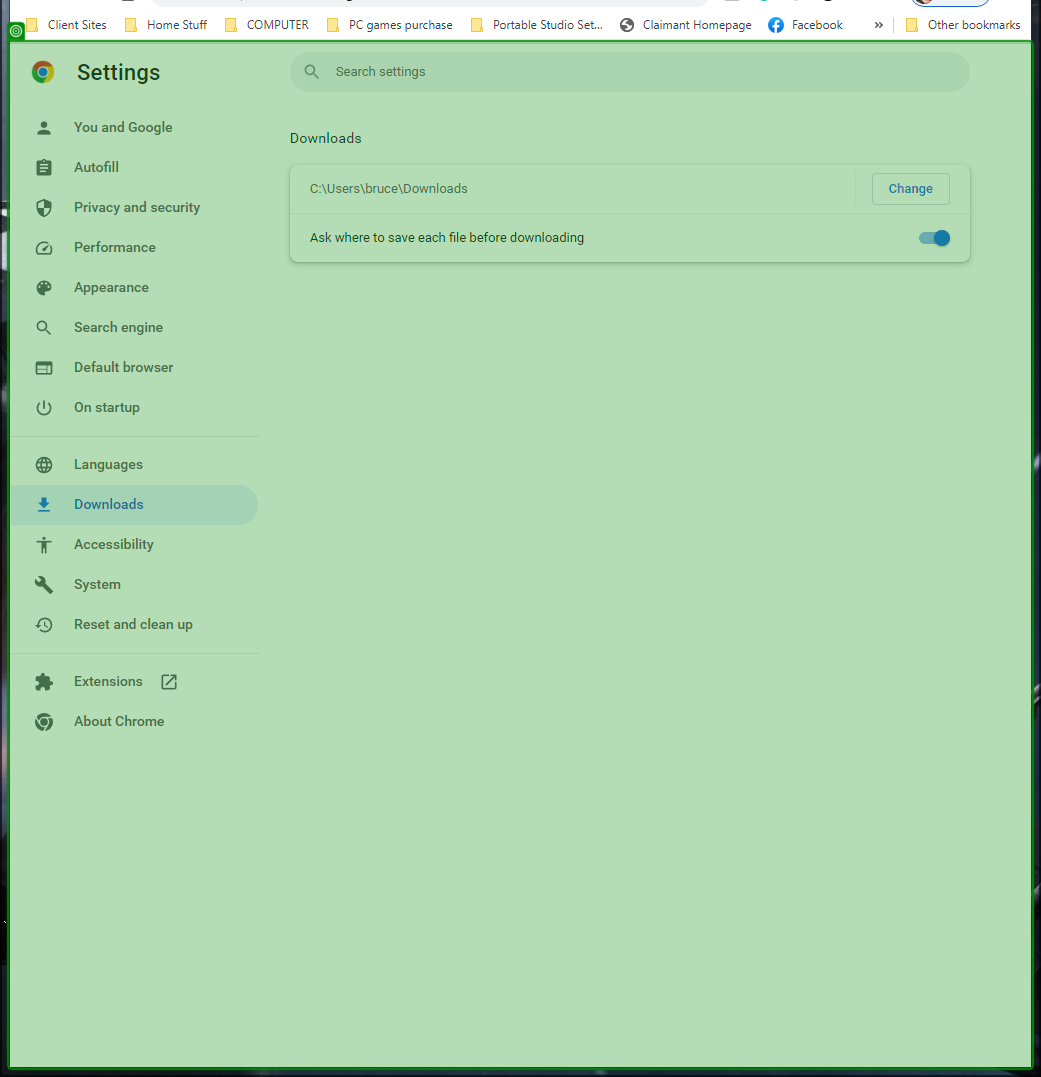 Client Sites Home Stuff COMPUTER PC games purchase Portable Studio Set... Claimant Homepage Facebook » Other bookmarks
Settings
Search settings
You and Google
Autofill
Privacy and security
Performance
Appearance
Search engine
Default browser
On startup
Languages
Downloads
Accessibility
System
Reset and clean up
Extensions
About Chrome
Downloads
C:\Users\bruce\Downloads
Change
Ask where to save each file before downloading